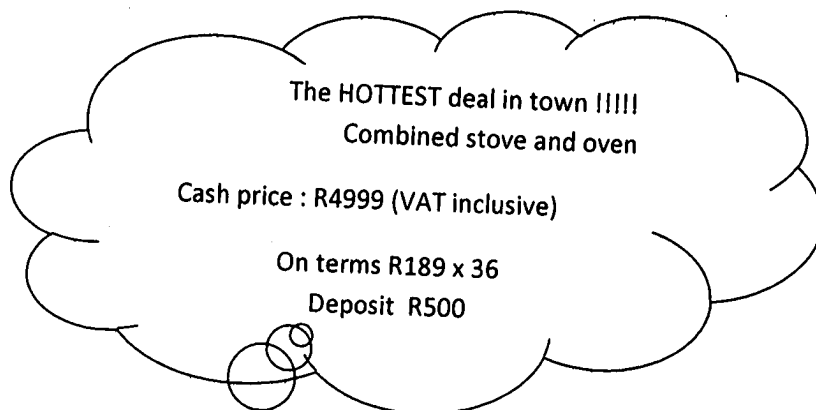 The HOTTEST deal in town !!!!!
Combined stove and oven
Cash price : R4999 (VAT inclusive)
On terms R189 x 36
Deposit R500